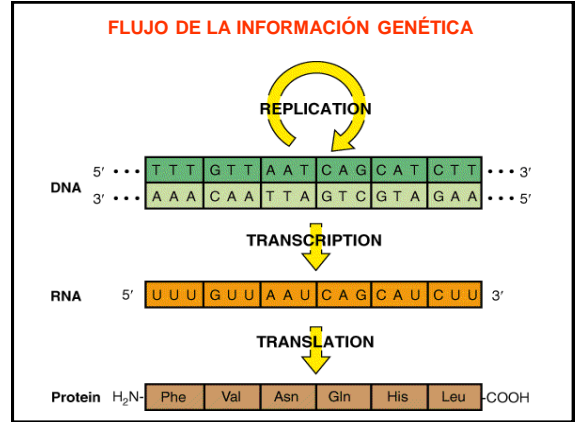 FLUJO DE LA INFORMACIÓN GENÉTICA
REPLICATION
5′ ••• T T T G T T A A T C A G C A T C T T ••• 3′
DNA
3′ ••• A A A C A A T T A G T C G T A G A A ••• 5′
TRANSCRIPTION
RNA 5′ U U U G U U A A U C A G C A U C U U 3′
TRANSLATION
Protein H₂N- Phe Val Asn Gln His Leu -COOH